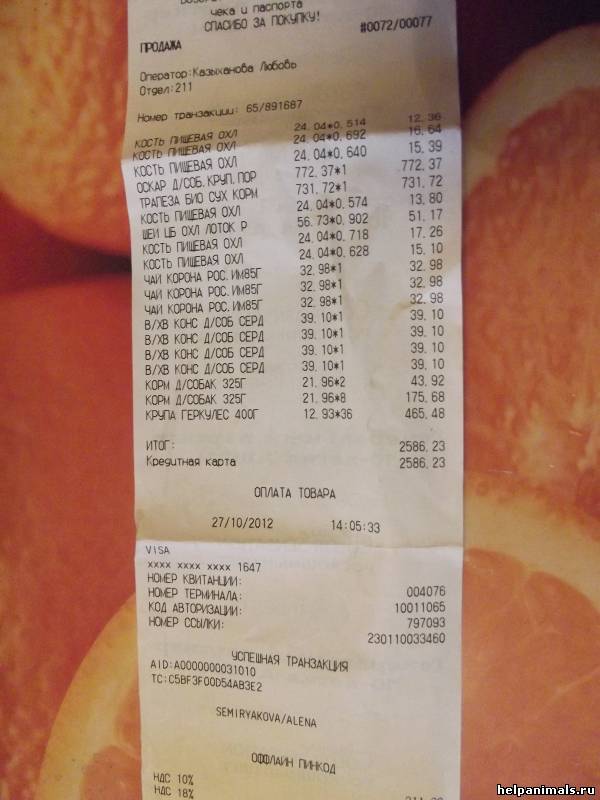 чека и паспорта
СПАСИБО ЗА ПОКУПКУ!
#0072/00077
ПРОДАЖА
Оператор:Казыханова Любовь
Отдел:211
Номер транзакции: 65/891687
КОСТЬ ПИЩЕВАЯ ОХЛ 24.04*0.514 12.36
КОСТЬ ПИЩЕВАЯ ОХЛ 24.04*0.692 16.64
КОСТЬ ПИЩЕВАЯ ОХЛ 24.04*0.640 15.39
ОСКАР Д/СОБ.КРУП.ПОР 772.37*1 772.37
ТРАПЕЗА БИО СУХ КОРМ 731.72*1 731.72
КОСТЬ ПИЩЕВАЯ ОХЛ 24.04*0.574 13.80
ШЕИ ЦБ ОХЛ ЛОТОК Р 56.73*0.902 51.17
КОСТЬ ПИЩЕВАЯ ОХЛ 24.04*0.718 17.26
КОСТЬ ПИЩЕВАЯ ОХЛ 24.04*0.628 15.10
ЧАЙ КОРОНА РОС.ИМ85Г 32.98*1 32.98
ЧАЙ КОРОНА РОС.ИМ85Г 32.98*1 32.98
ЧАЙ КОРОНА РОС.ИМ85Г 32.98*1 32.98
В/ХВ КОНС Д/СОБ СЕРД 39.10*1 39.10
В/ХВ КОНС Д/СОБ СЕРД 39.10*1 39.10
В/ХВ КОНС Д/СОБ СЕРД 39.10*1 39.10
В/ХВ КОНС Д/СОБ СЕРД 39.10*1 39.10
КОРМ Д/СОБАК 325Г 21.96*2 43.92
КОРМ Д/СОБАК 325Г 21.96*8 175.68
КРУПА ГЕРКУЛЕС 400Г 12.93*36 465.48
ИТОГ: 2586.23
Кредитная карта 2586.23
ОПЛАТА ТОВАРА
27/10/2012 14:05:33
VISA
xxxx xxxx xxxx 1647
НОМЕР КВИТАНЦИИ: 004076
НОМЕР ТЕРМИНАЛА: 10011065
КОД АВТОРИЗАЦИИ: 797093
НОМЕР ССЫЛКИ: 230110033460
УСПЕШНАЯ ТРАНЗАКЦИЯ
AID:A0000000031010
TC:C5BF3F00D54AB3E2
SEMIRYAKOVA/ALENA
ОФФЛАЙН ПИНКОД
НДС 10%
НДС 18%
helpanimals.ru